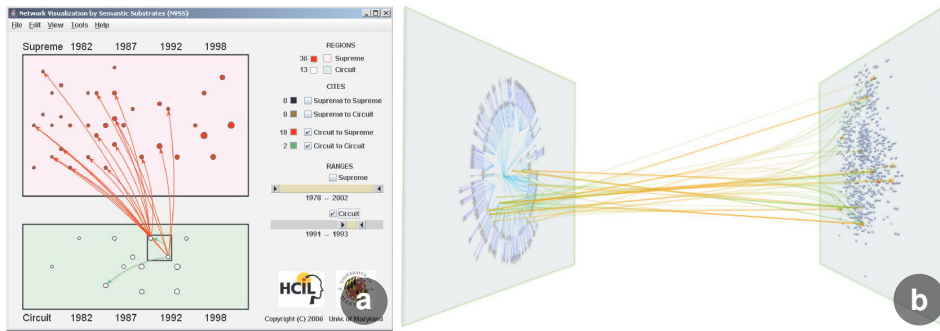 Network Visualization by Semantic Substrates (NVSS)
File Edit View Tools Help
Supreme 1982 1987 1992 1998
REGIONS
36 Supreme
13 Circuit
CITES
0 Supreme to Supreme
0 Supreme to Circuit
18 Circuit to Supreme
2 Circuit to Circuit
RANGES
Supreme
1978 -- 2002
Circuit
1991 -- 1993
HCIL
Circuit 1982 1987 1992 1998
Copyright (C) 2006 Univ. of Maryland
a
b